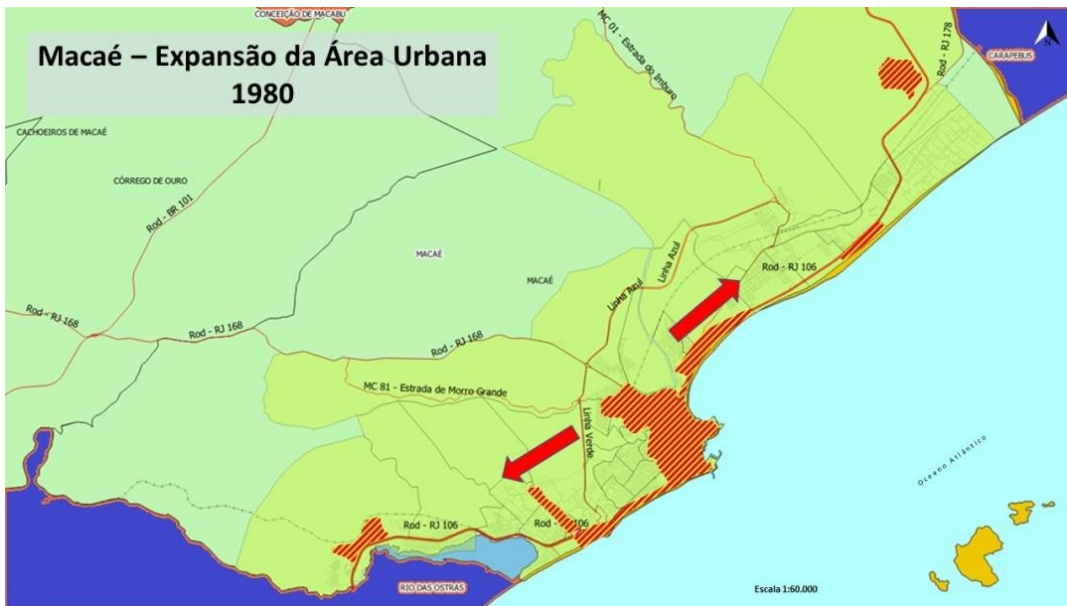 CONCEIÇÃO DE MACABU
Macaé – Expansão da Área Urbana
1980
MC 01 - Estrada do Imburo
Rod - RJ 178
N
CARAPEBUS
CACHOEIROS DE MACAÉ
CÓRREGO DE OURO
Rod - BR 101
MACAÉ
MACAÉ
Linha Azul
Linha Azul
Rod - RJ 106
Rod - RJ 168
Rod - RJ 168
Rod - RJ 168
MC 81 - Estrada de Morro Grande
Linha Verde
Oceano Atlântico
Rod - RJ 106
Rod - RJ 106
RIO DAS OSTRAS
Escala 1:60.000